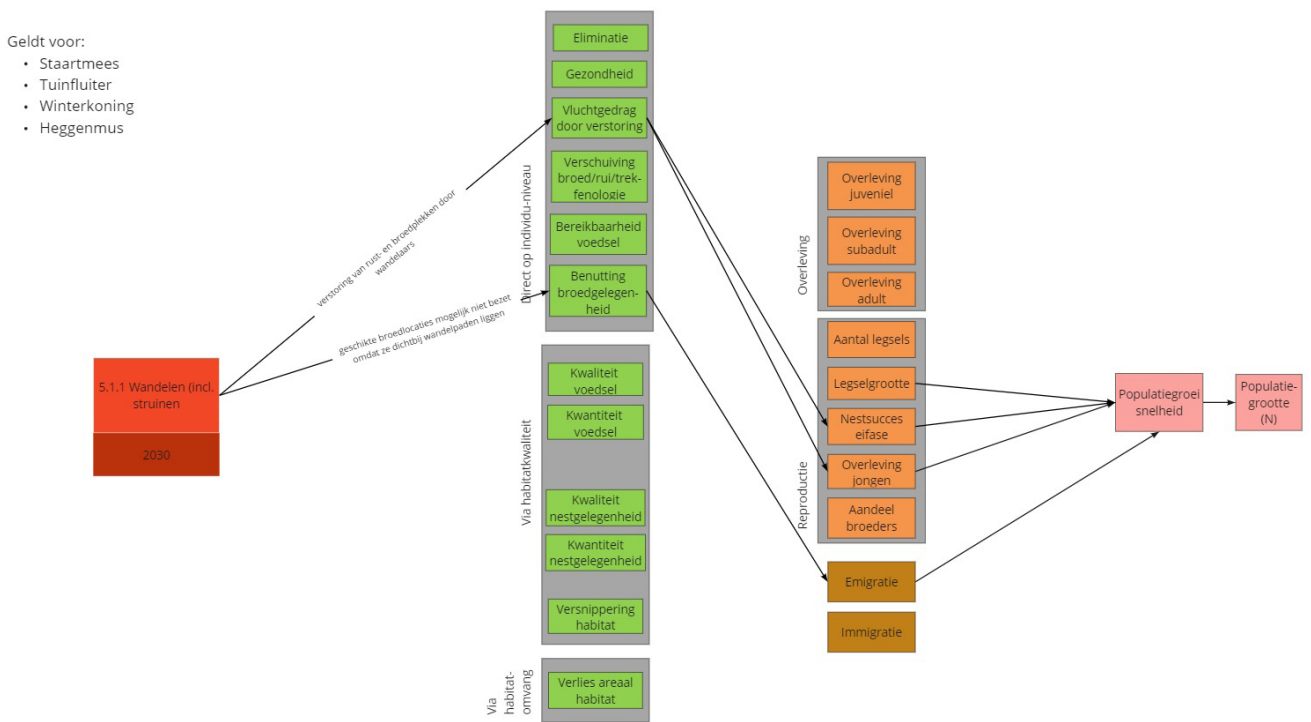 Geldt voor:
• Staartmees
• Tuinfluiter
• Winterkoning
• Heggenmus
5.1.1 Wandelen (incl.
struinen
2030
verstoring van rust- en broedplekken door
wandelaars
geschikte broedlocaties mogelijk niet bezet
omdat ze dichtbij wandelpaden liggen
Direct op individu-niveau
Eliminatie
Gezondheid
Vluchtgedrag
door verstoring
Verschuiving
broed/rui/trek-
fenologie
Bereikbaarheid
voedsel
Benutting
broedgelegen-
heid
Via habitatkwaliteit
Kwaliteit
voedsel
Kwantiteit
voedsel
Kwaliteit
nestgelegenheid
Kwantiteit
nestgelegenheid
Versnippering
habitat
Via
habitat-
omvang
Verlies areaal
habitat
Overleving
Overleving
juveniel
Overleving
subadult
Overleving
adult
Reproductie
Aantal legsels
Legselgrootte
Nestsucces
eifase
Overleving
jongen
Aandeel
broeders
Emigratie
Immigratie
Populatiegroei
snelheid
Populatie-
grootte
(N)